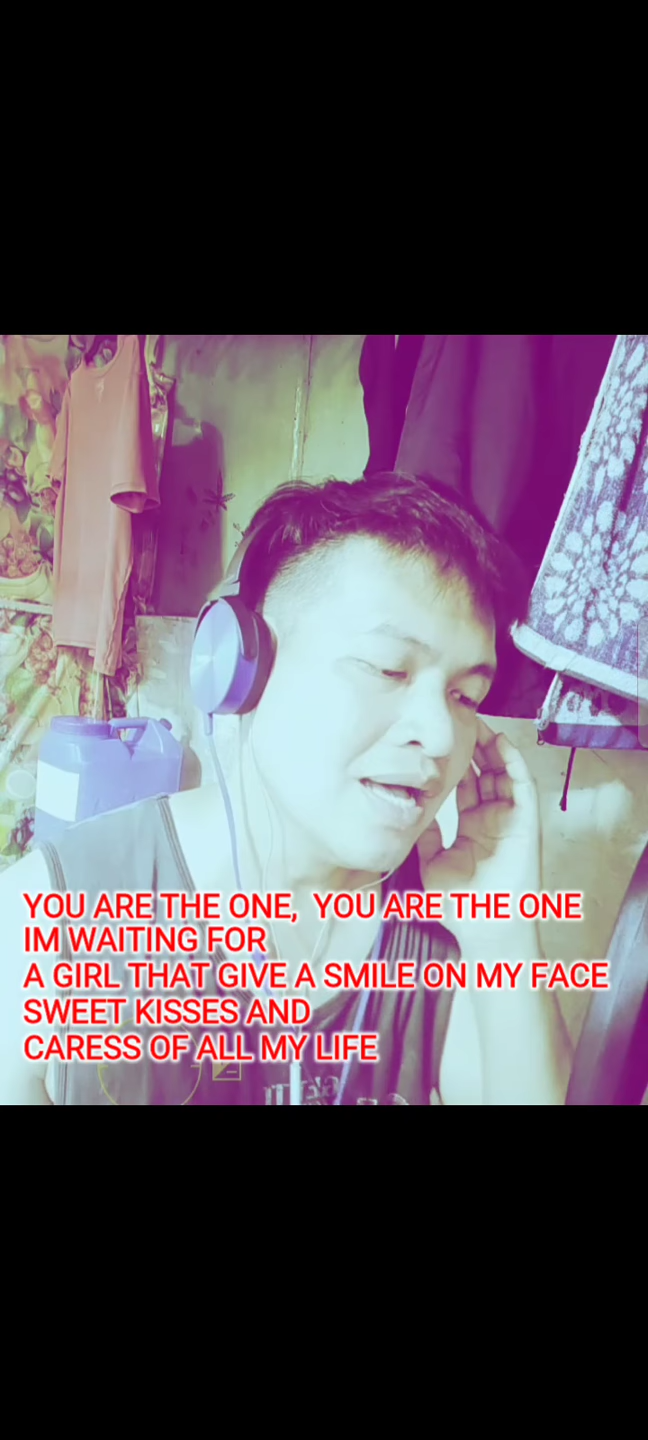 YOU ARE THE ONE,  YOU ARE THE ONE
IM WAITING FOR
A GIRL THAT GIVE A SMILE ON MY FACE
SWEET KISSES AND
CARESS OF ALL MY LIFE